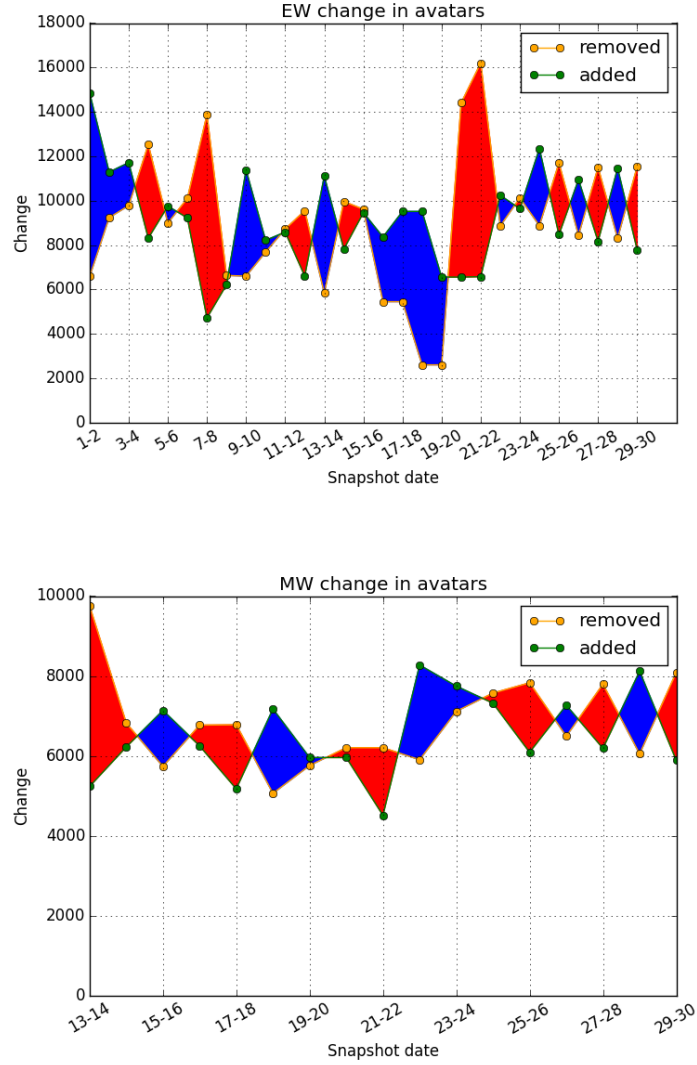 EW change in avatars
18000
16000
14000
12000
10000
8000
6000
4000
2000
0
Change
removed
added
1-2 3-4 5-6 7-8 9-10 11-12 13-14 15-16 17-18 19-20 21-22 23-24 25-26 27-28 29-30
Snapshot date
MW change in avatars
10000
8000
6000
4000
2000
0
Change
removed
added
13-14 15-16 17-18 19-20 21-22 23-24 25-26 27-28 29-30
Snapshot date